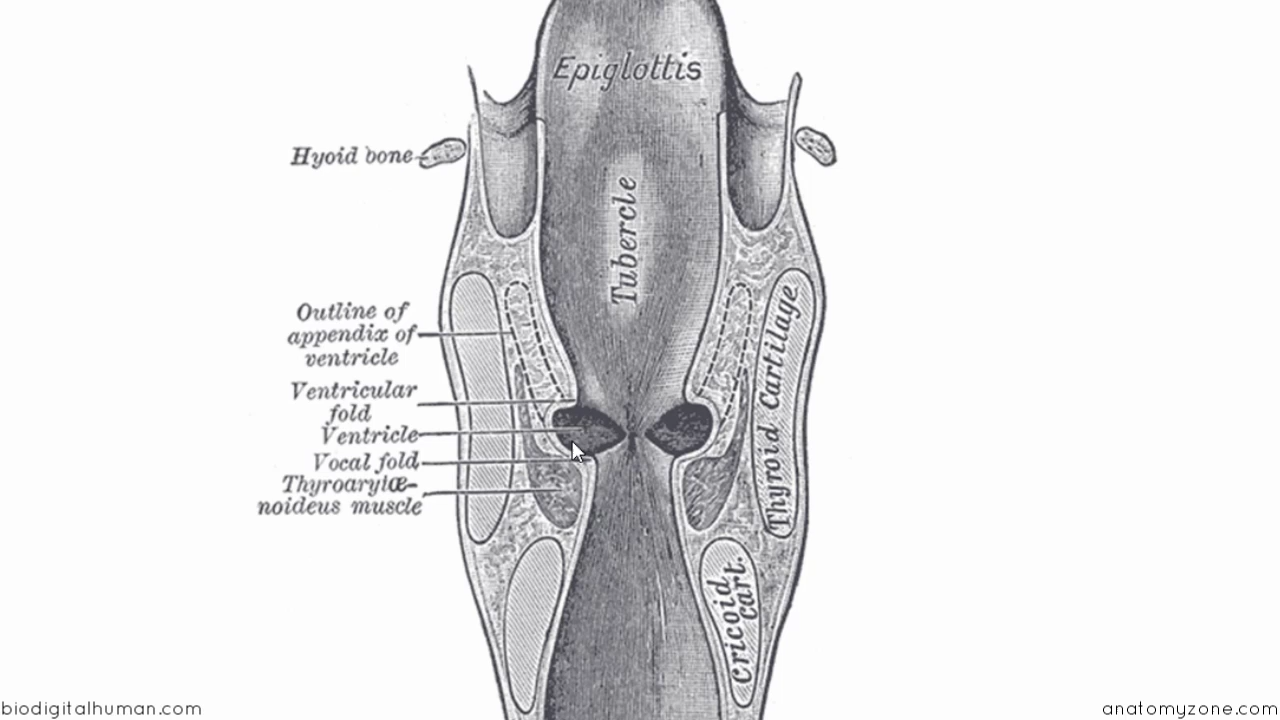 Epiglottis
Hyoid bone
Tubercle
Outline of
appendix of
ventricle
Ventricular
fold
Ventricle
Vocal fold
Thyroarytæ-
noideus muscle
Thyroid Cartilage
Cricoid
cart.
biodigitalhuman.com
anatomyzone.com